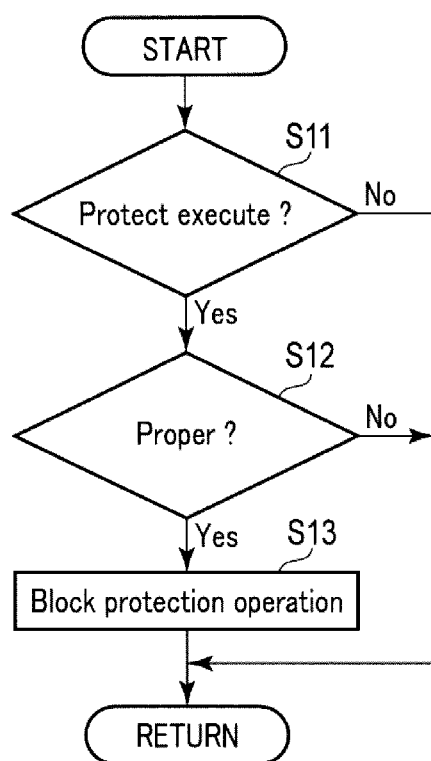 START
S11
Protect execute ?
No
Yes
S12
Proper ?
No
Yes
S13
Block protection operation
RETURN